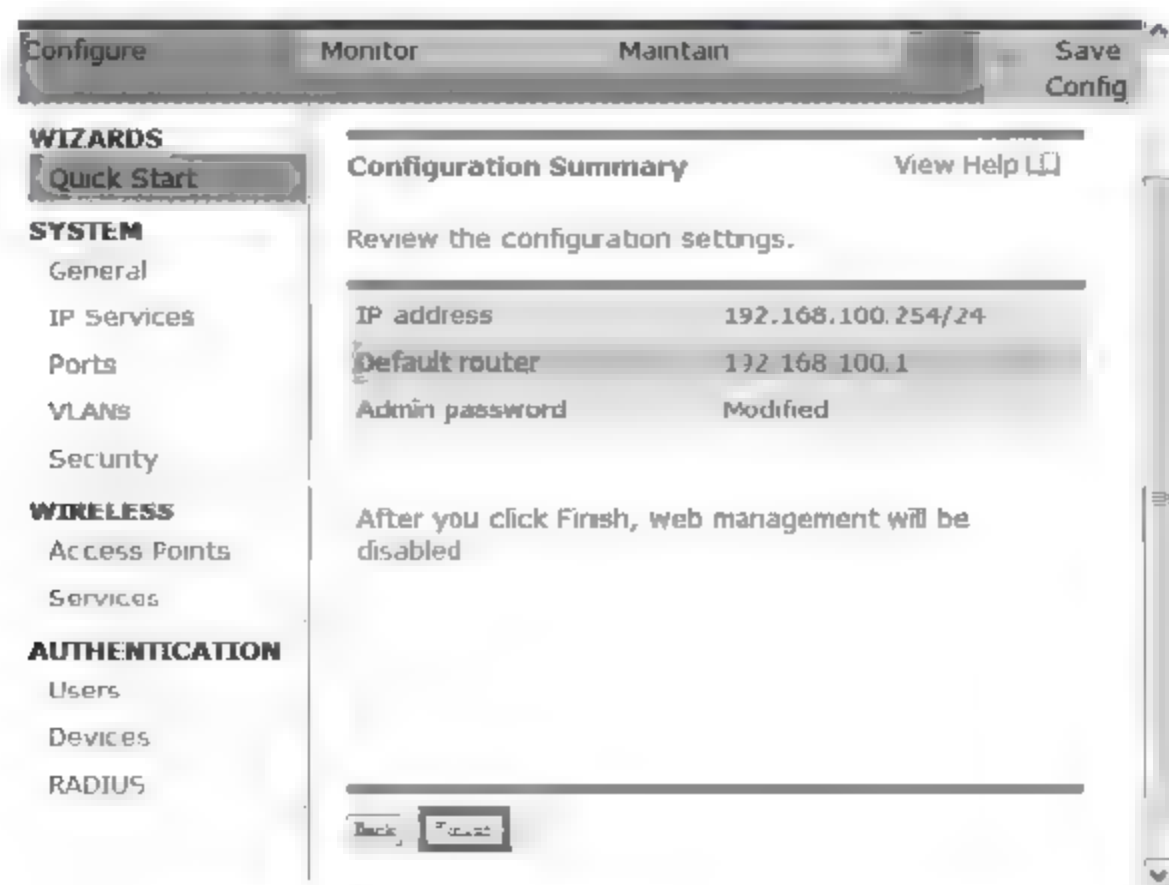 Configure Monitor Maintain Save
Config
WIZARDS
Quick Start
SYSTEM
General
IP Services
Ports
VLANs
Security
WIRELESS
Access Points
Services
AUTHENTICATION
Users
Devices
RADIUS
Configuration Summary View Help
Review the configuration settings.
IP address 192.168.100.254/24
Default router 192.168.100.1
Admin password Modified
After you click Finish, web management will be
disabled
Back Finish